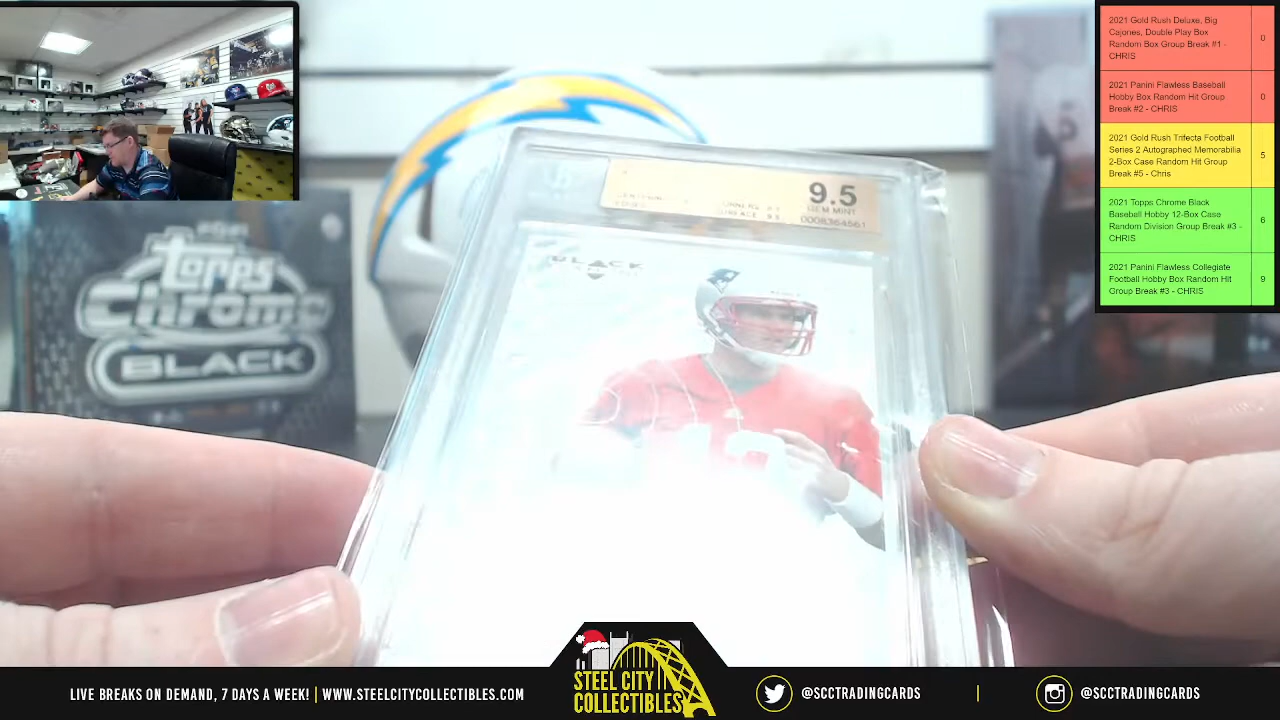 2021 Gold Rush Deluxe, Big
Cajones, Double Play Box
Random Box Group Break #1 -
CHRIS
0
2021 Panini Flawless Baseball
Hobby Box Random Hit Group
Break #2 - CHRIS
0
2021 Gold Rush Trifecta Football
Series 2 Autographed Memorabilia
2-Box Case Random Hit Group
Break #5 - Chris
5
2021 Topps Chrome Black
Baseball Hobby 12-Box Case
Random Division Group Break #3 -
CHRIS
6
2021 Panini Flawless Collegiate
Football Hobby Box Random Hit
Group Break #3 - CHRIS
9
9.5
GEM MINT
0008364561
BLACK
Topps
Chrome
BLACK
LIVE BREAKS ON DEMAND, 7 DAYS A WEEK! | WWW.STEELCITYCOLLECTIBLES.COM
STEEL CITY
COLLECTIBLES
@SCCTRADINGCARDS
@SCCTRADINGCARDS